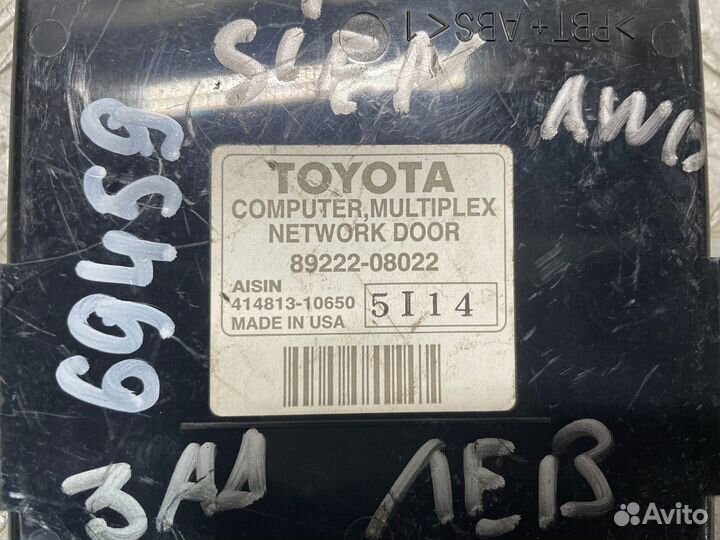 >PBT+ABS<1
SiEN
AWD
69455
TOYOTA
COMPUTER,MULTIPLEX
NETWORK DOOR
89222-08022
AISIN
414813-10650
5I14
MADE IN USA
ЗАД ЛЕВ
Avito